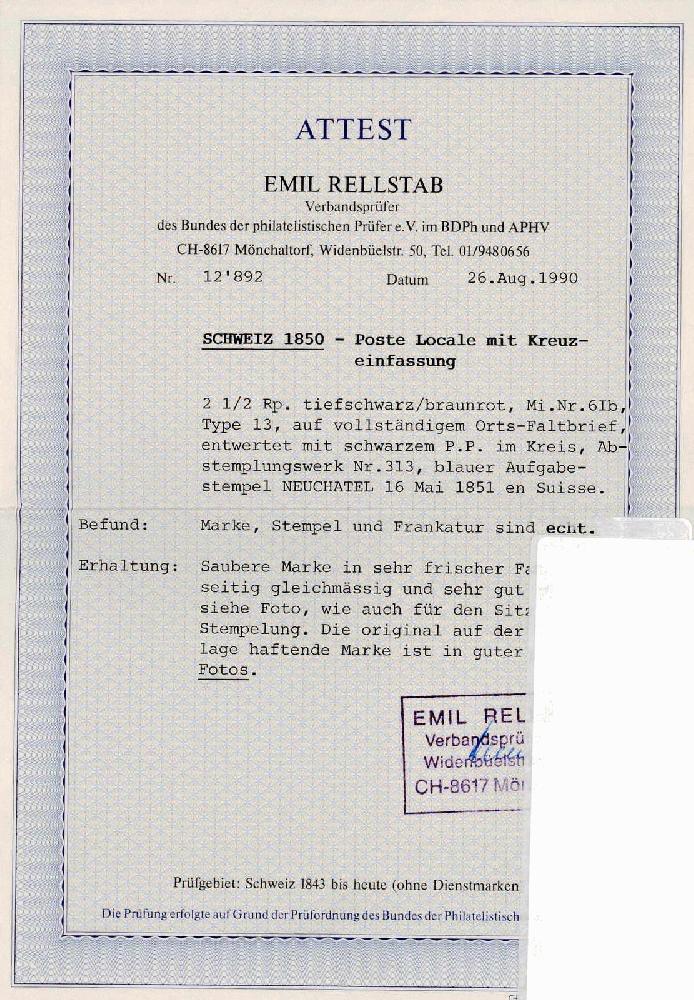 ATTEST
EMIL RELLSTAB
Verbandsprüfer
des Bundes der philatelistischen Prüfer e.V. im BDPh und APHV
CH-8617 Mönchaltorf, Widenbüelstr. 50, Tel. 01/9480656
Nr. 12'892 Datum 26.Aug.1990
SCHWEIZ 1850 - Poste Locale mit Kreuz-
einfassung
2 1/2 Rp. tiefschwarz/braunrot, Mi.Nr.6Ib,
Type 13, auf vollständigem Orts-Faltbrief,
entwertet mit schwarzem P.P. im Kreis, Ab-
stemplungswerk Nr.313, blauer Aufgabe-
stempel NEUCHATEL 16 Mai 1851 en Suisse.
Befund: Marke, Stempel und Frankatur sind echt.
Erhaltung: Saubere Marke in sehr frischer
seitig gleichmässig und sehr gut
siehe Foto, wie auch für den
Stempelung. Die original auf der
lage haftende Marke ist in guter
Fotos.
EMIL REL
Verbandsprü
CH-8617 Mön
Prüfgebiet: Schweiz 1843 bis heute (ohne Dienstmarken
Die Prüfung erfolgte auf Grund der Prüfordnung des Bundes der Philatelistisch